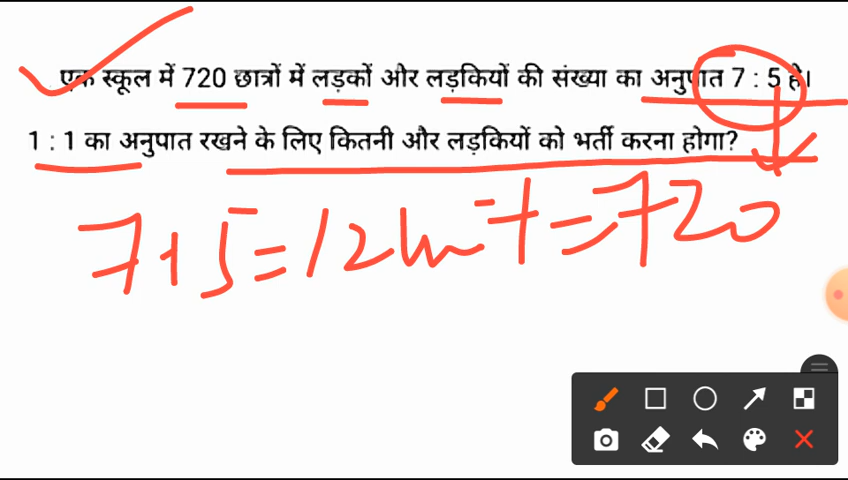 एक स्कूल में 720 छात्रों में लड़कों और लड़कियों की संख्या का अनुपात 7 : 5 है।
1 : 1 का अनुपात रखने के लिए कितनी और लड़कियों को भर्ती करना होगा?
7+5=12 unit=720